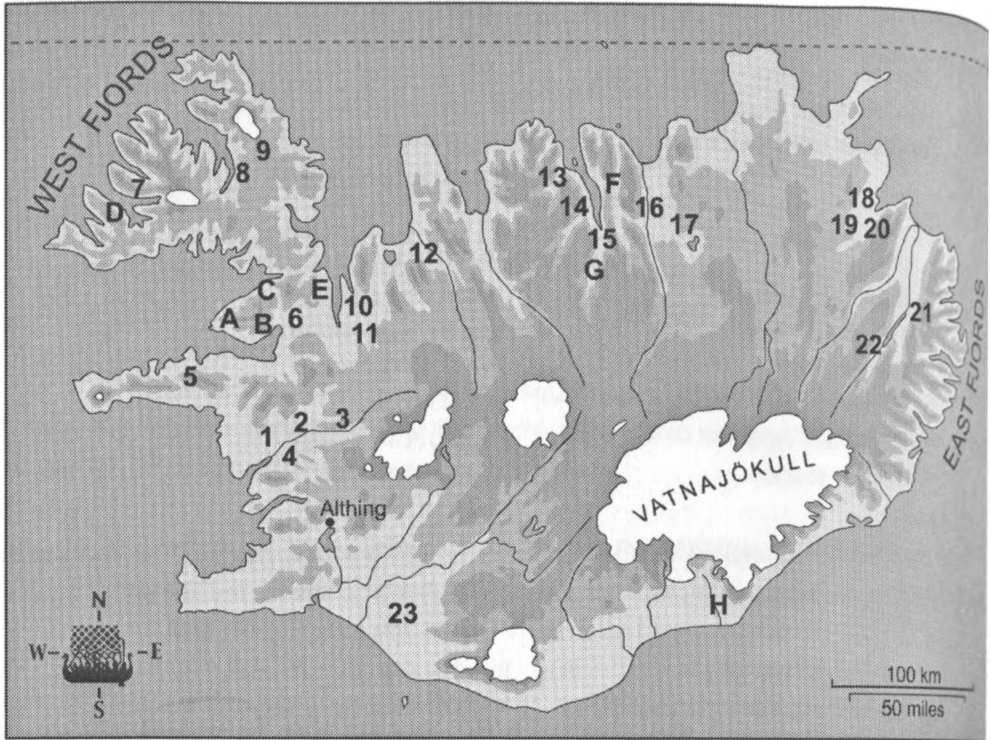 WEST FJORDS
9
8
7
D
13
F
14
16
17
15
G
18
19
20
12
C
E
A
B
6
10
11
21
22
EAST FJORDS
5
3
2
1
4
VATNAJÖKULL
Althing
H
23
N
W
E
S
100 km
50 miles